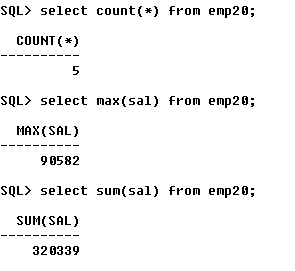 SQL> select count(*) from emp20;
COUNT(*)
----------
5
SQL> select max(sal) from emp20;
MAX(SAL)
----------
90582
SQL> select sum(sal) from emp20;
SUM(SAL)
----------
320339